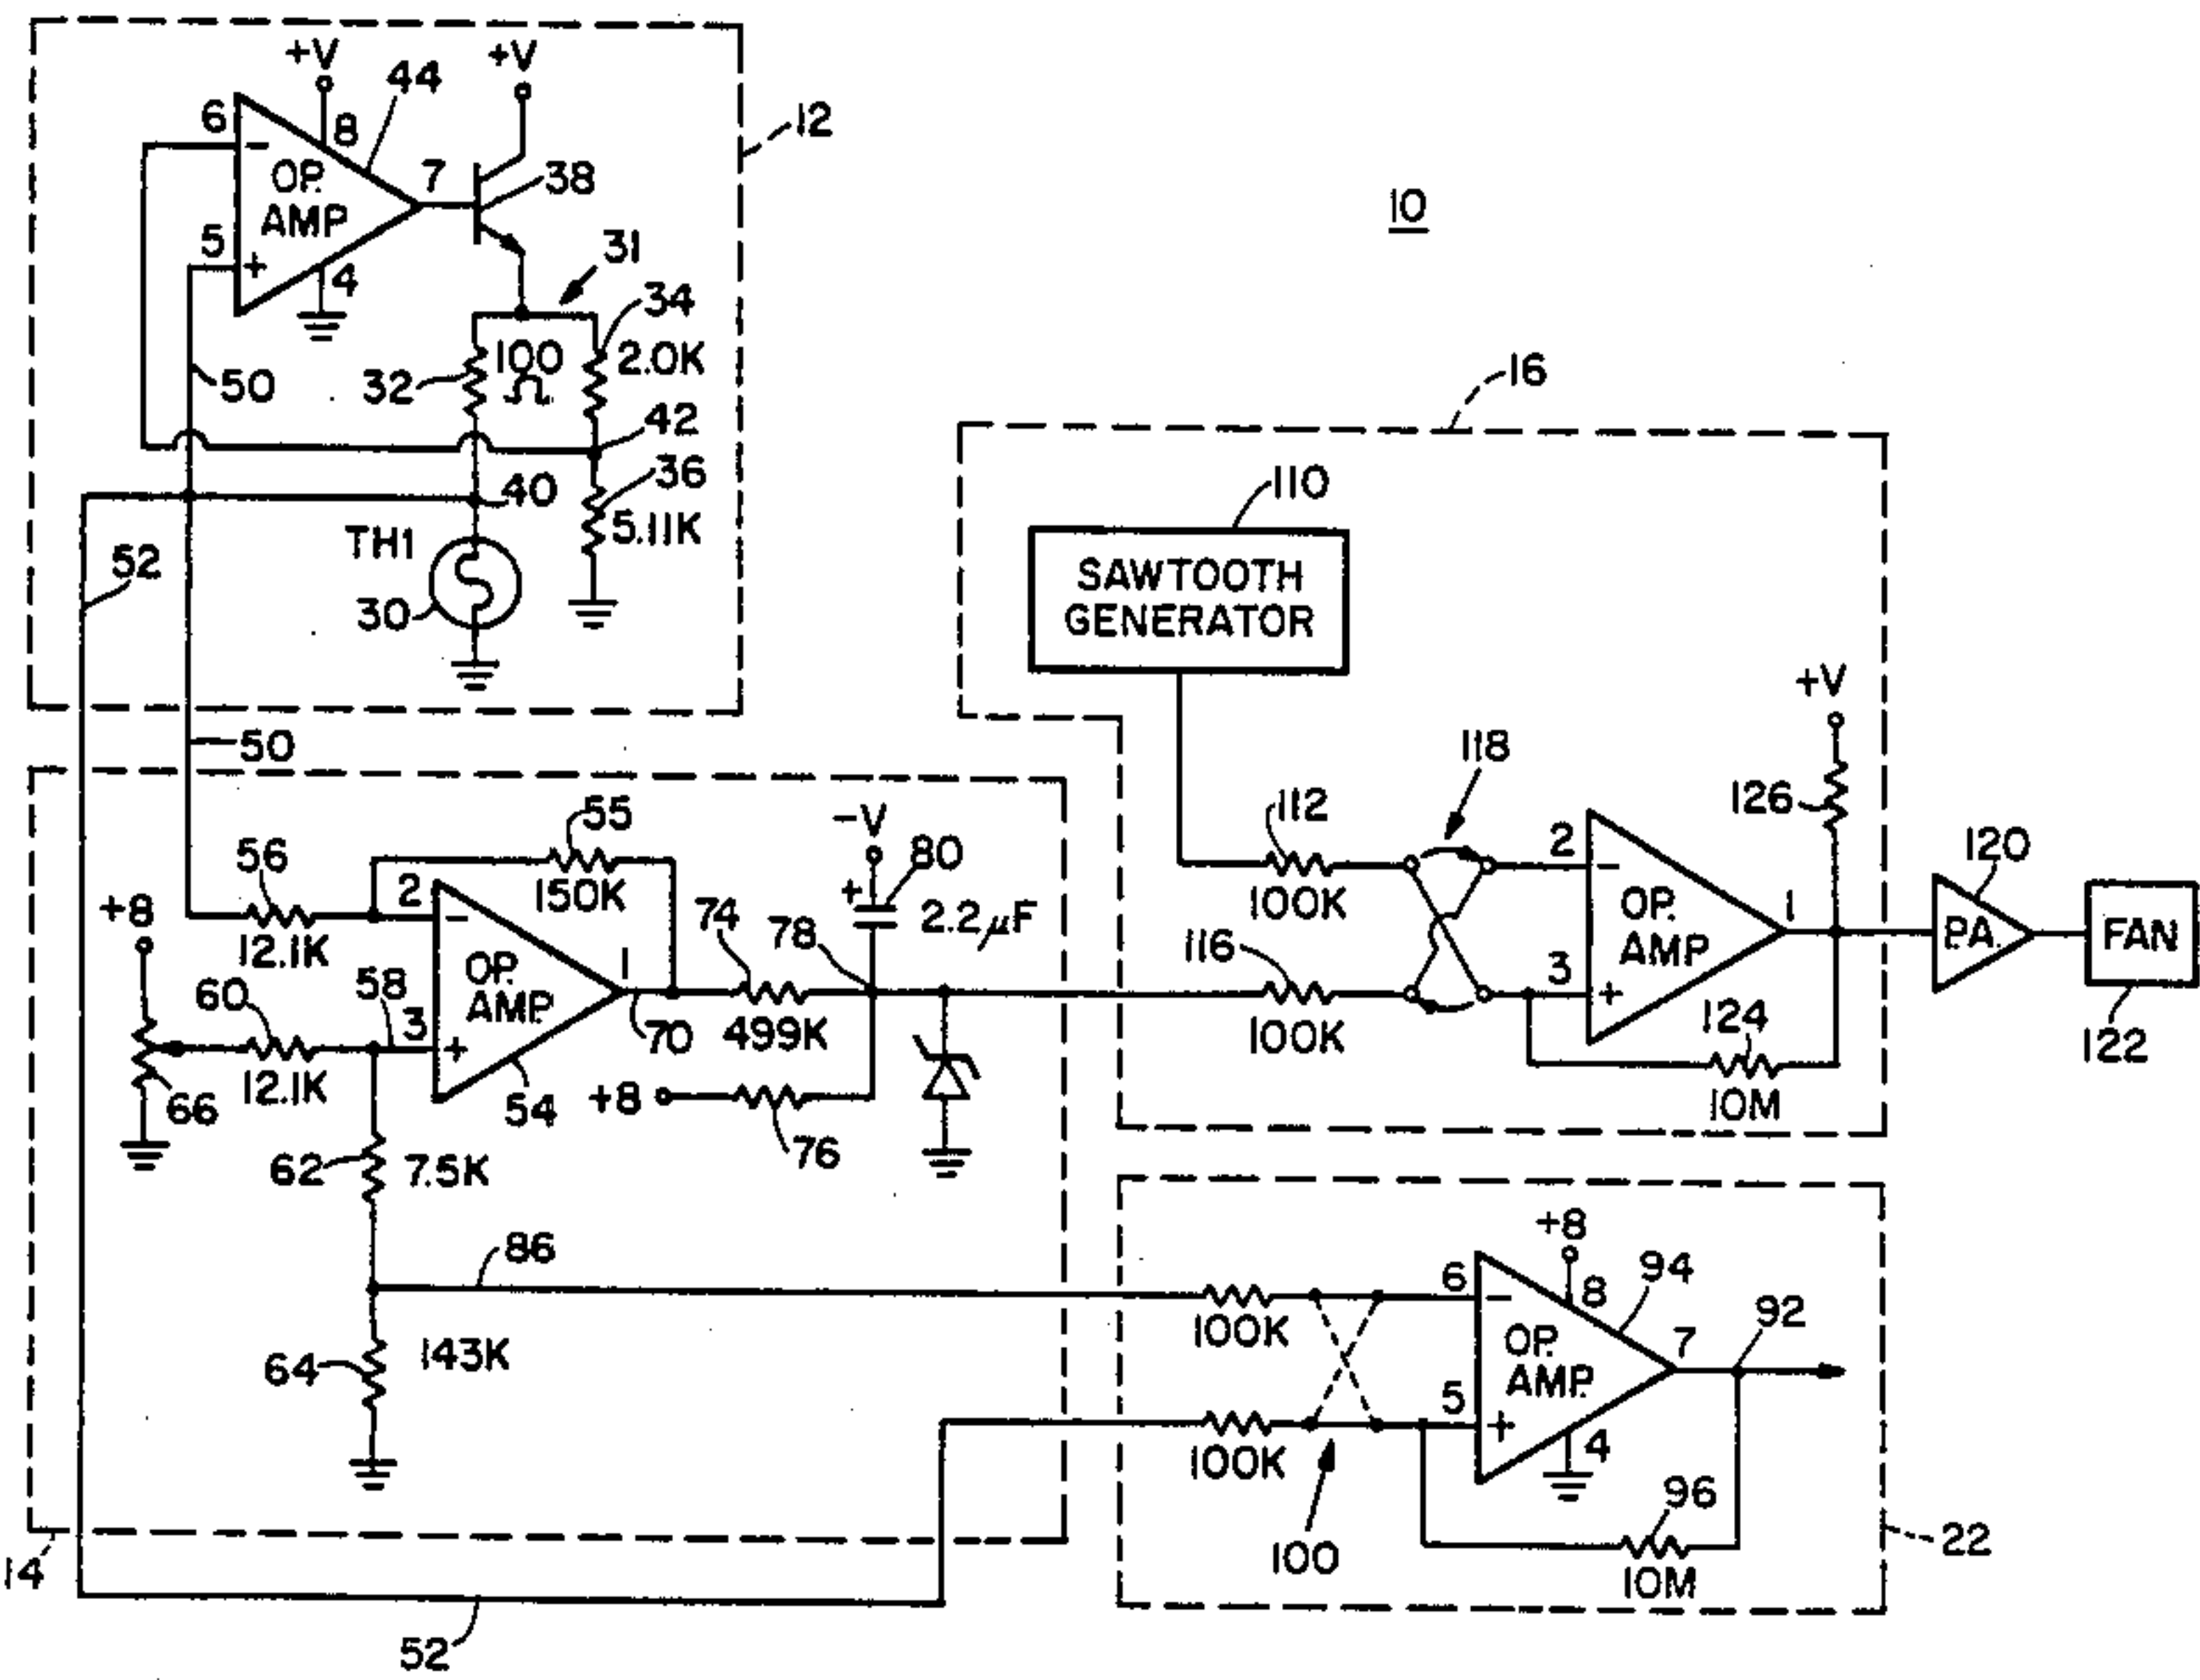 +V
+V
44
12
6
8
−
OP.
AMP
7
38
10
5
+
4
31
34
100
Ω
2.0K
32
50
42
16
36
40
5.11K
110
TH1
52
30
SAWTOOTH
GENERATOR
+V
50
118
55
−V
112
126
56
150K
80
2
−
120
+8
2
−
74
+
2.2µF
100K
OP.
AMP
1
12.1K
78
116
P.A.
FAN
60
58
OP.
AMP
1
3
+
3
+
70
499K
100K
124
122
12.1K
66
54
+8
10M
76
62
7.5K
86
+8
6
−
8
94
100K
92
64
143K
OP.
AMP.
7
5
+
4
100K
96
100
22
14
10M
52